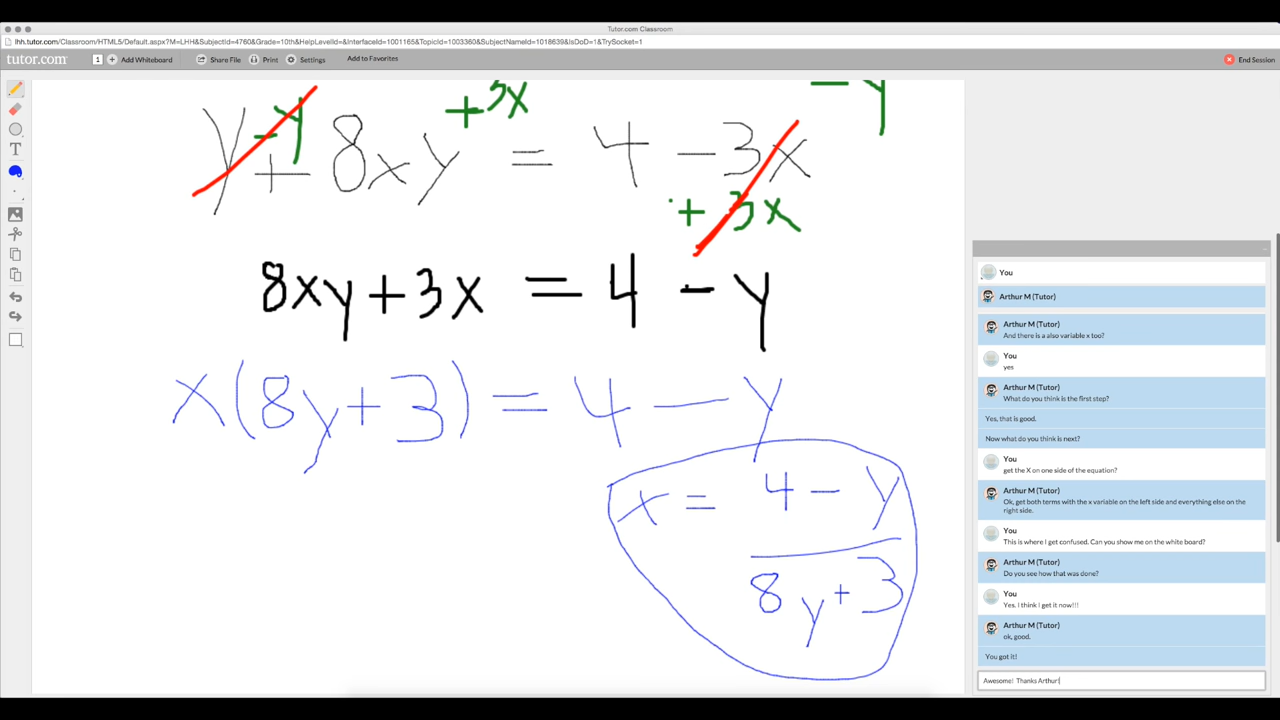 Tutor.com Classroom
lhh.tutor.com/Classroom/HTML5/Default.aspx?M=LHH&SubjectId=4760&Grade=10th&HelpLevelId=&InterfaceId=1001165&TopicId=1003360&SubjectNameId=1018639&IsDoD=1&TrySocket=1
tutor.com 1 + Add Whiteboard Share File Print Settings Add to Favorites × End Session
+3x - y
- y
y + 8xy = 4 - 3x
+ 3x
8xy + 3x = 4 - y
x(8y + 3) = 4 - y
x = 4 - y
8y + 3
T
You
Arthur M (Tutor)
Arthur M (Tutor)
And there is a also variable x too?
You
yes
Arthur M (Tutor)
What do you think is the first step?
Yes, that is good.
Now what do you think is next?
You
get the X on one side of the equation?
Arthur M (Tutor)
Ok, get both terms with the x variable on the left side and everything else on the
right side.
You
This is where I get confused. Can you show me on the white board?
Arthur M (Tutor)
Do you see how that was done?
You
Yes. I think I get it now!!!
Arthur M (Tutor)
ok, good.
You got it!
Awesome! Thanks Arthur!